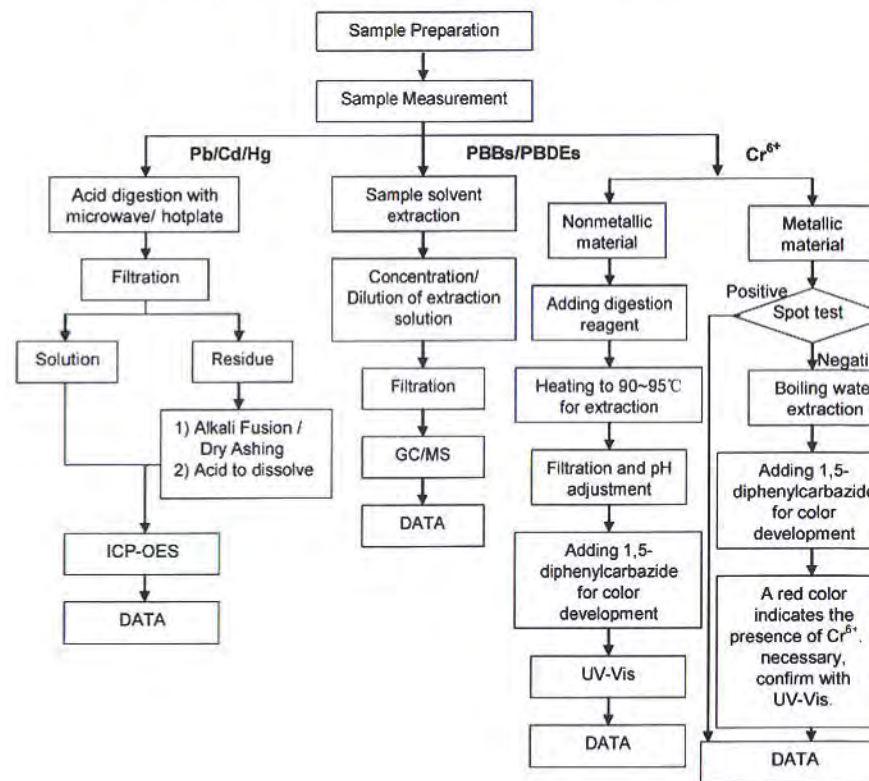 Sample Preparation
Sample Measurement
Pb/Cd/Hg
PBBs/PBDEs
Cr⁶⁺
Acid digestion with
microwave/ hotplate
Filtration
Solution
Residue
1) Alkali Fusion /
Dry Ashing
2) Acid to dissolve
ICP-OES
DATA
Sample solvent
extraction
Concentration/
Dilution of extraction
solution
Filtration
GC/MS
DATA
Nonmetallic
material
Adding digestion
reagent
Heating to 90~95℃
for extraction
Filtration and pH
adjustment
Adding 1,5-
diphenylcarbazide
for color
development
UV-Vis
DATA
Metallic
material
Positive
Spot test
Negati
Boiling wate
extraction
Adding 1,5-
diphenylcarbazide
for color
development
A red color
indicates the
presence of Cr⁶⁺.
necessary,
confirm with
UV-Vis.
DATA